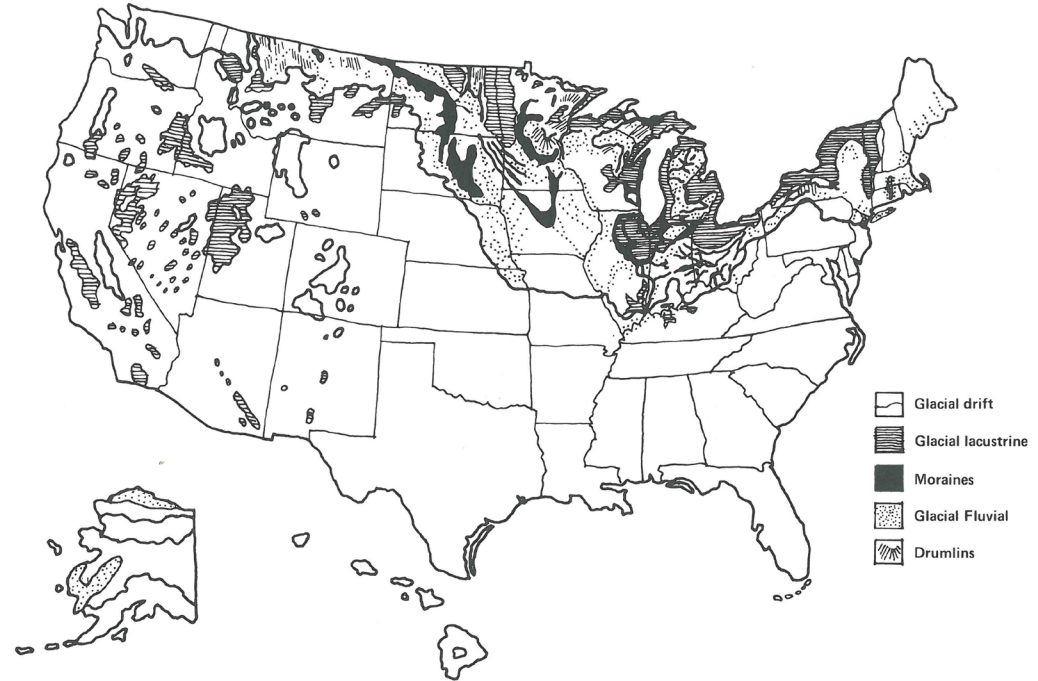 Glacial drift
Glacial lacustrine
Moraines
Glacial Fluvial
Drumlins